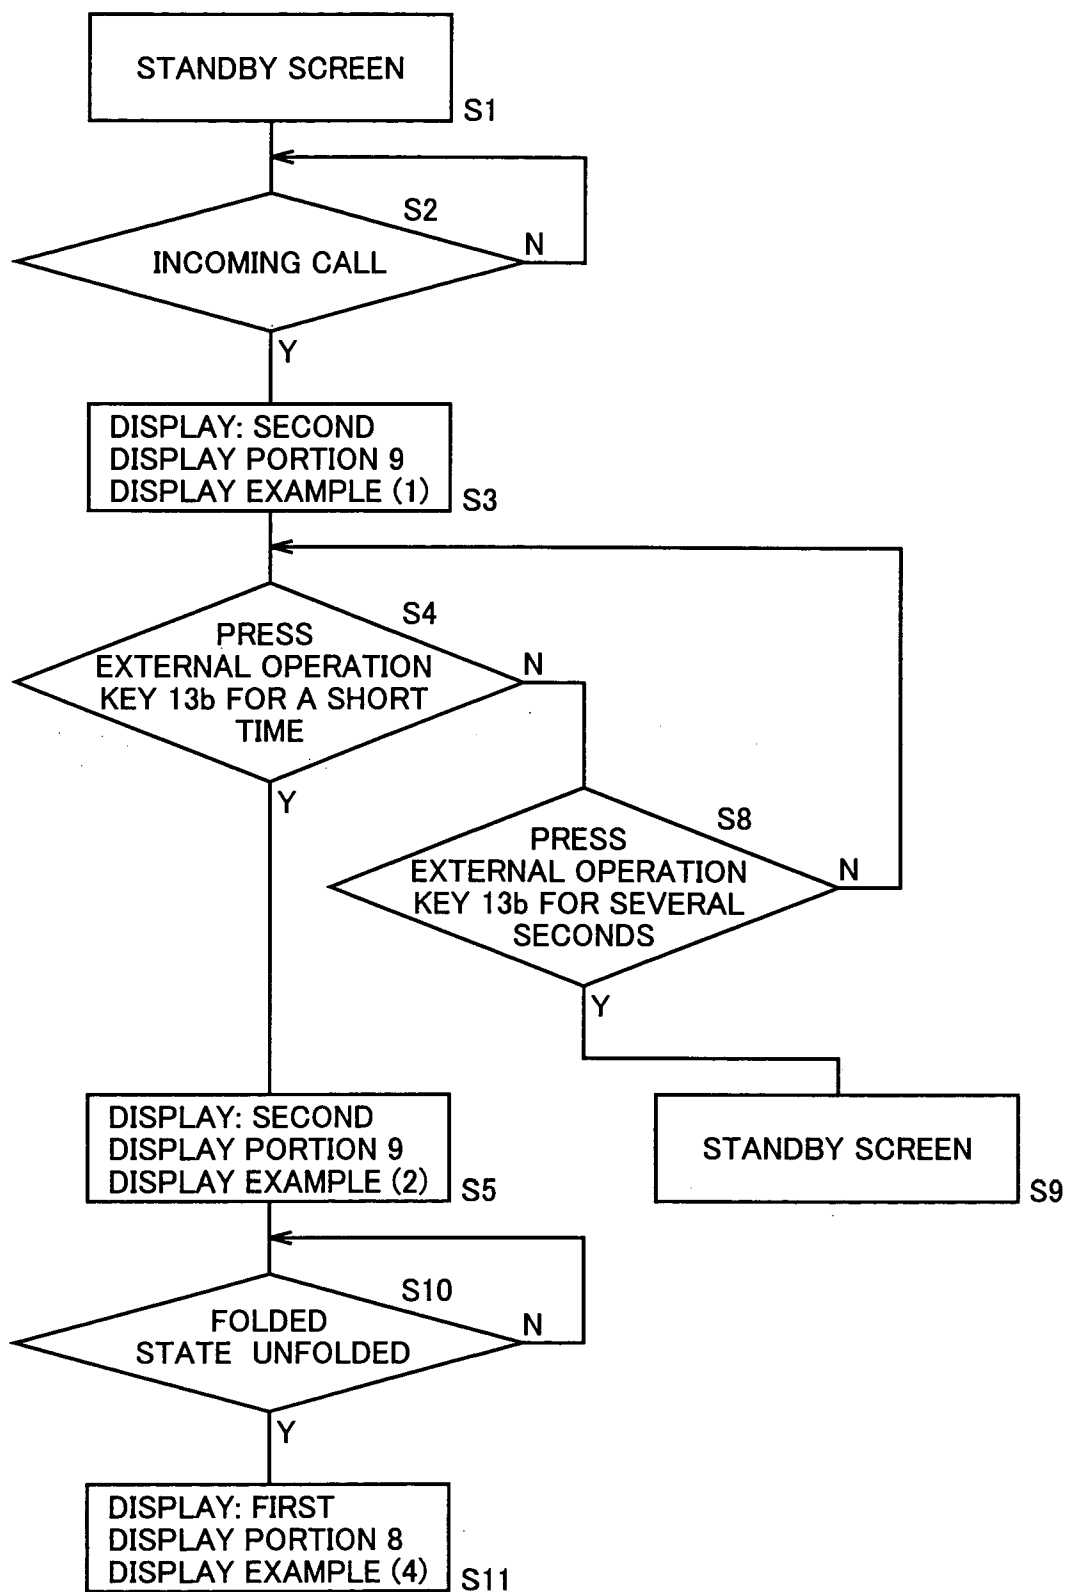 STANDBY SCREEN
S1
S2
INCOMING CALL
N
Y
DISPLAY: SECOND
DISPLAY PORTION 9
DISPLAY EXAMPLE (1)
S3
S4
PRESS
EXTERNAL OPERATION
KEY 13b FOR A SHORT
TIME
N
Y
S8
PRESS
EXTERNAL OPERATION
KEY 13b FOR SEVERAL
SECONDS
N
Y
DISPLAY: SECOND
DISPLAY PORTION 9
DISPLAY EXAMPLE (2)
S5
STANDBY SCREEN
S9
S10
FOLDED
STATE UNFOLDED
N
Y
DISPLAY: FIRST
DISPLAY PORTION 8
DISPLAY EXAMPLE (4)
S11